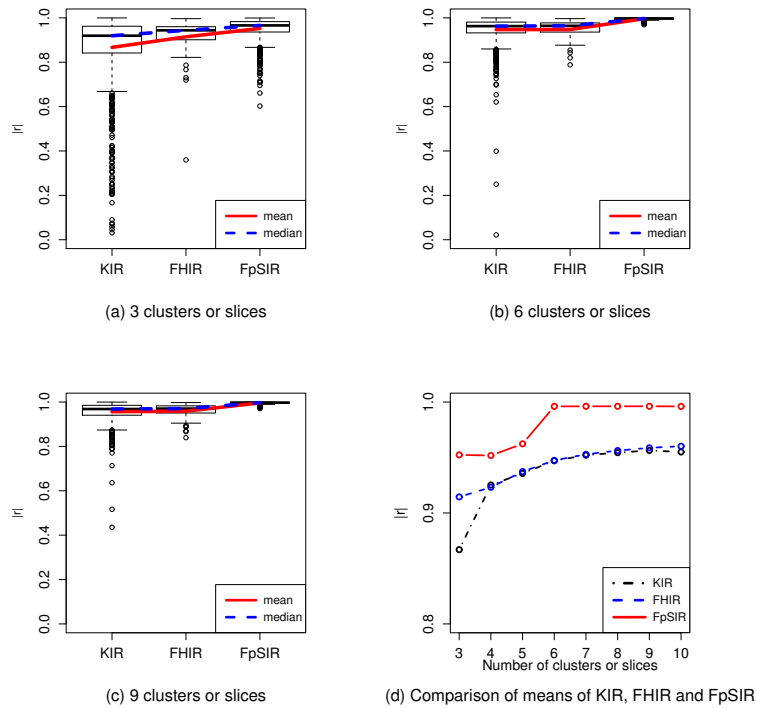 |r|
1.0
0.8
0.6
0.4
0.2
0.0
mean
median
KIR FHIR FpSIR
(a) 3 clusters or slices
|r|
1.0
0.8
0.6
0.4
0.2
0.0
mean
median
KIR FHIR FpSIR
(b) 6 clusters or slices
|r|
1.0
0.8
0.6
0.4
0.2
0.0
mean
median
KIR FHIR FpSIR
(c) 9 clusters or slices
|r|
1.0
0.9
0.8
KIR
FHIR
FpSIR
3 4 5 6 7 8 9 10
Number of clusters or slices
(d) Comparison of means of KIR, FHIR and FpSIR